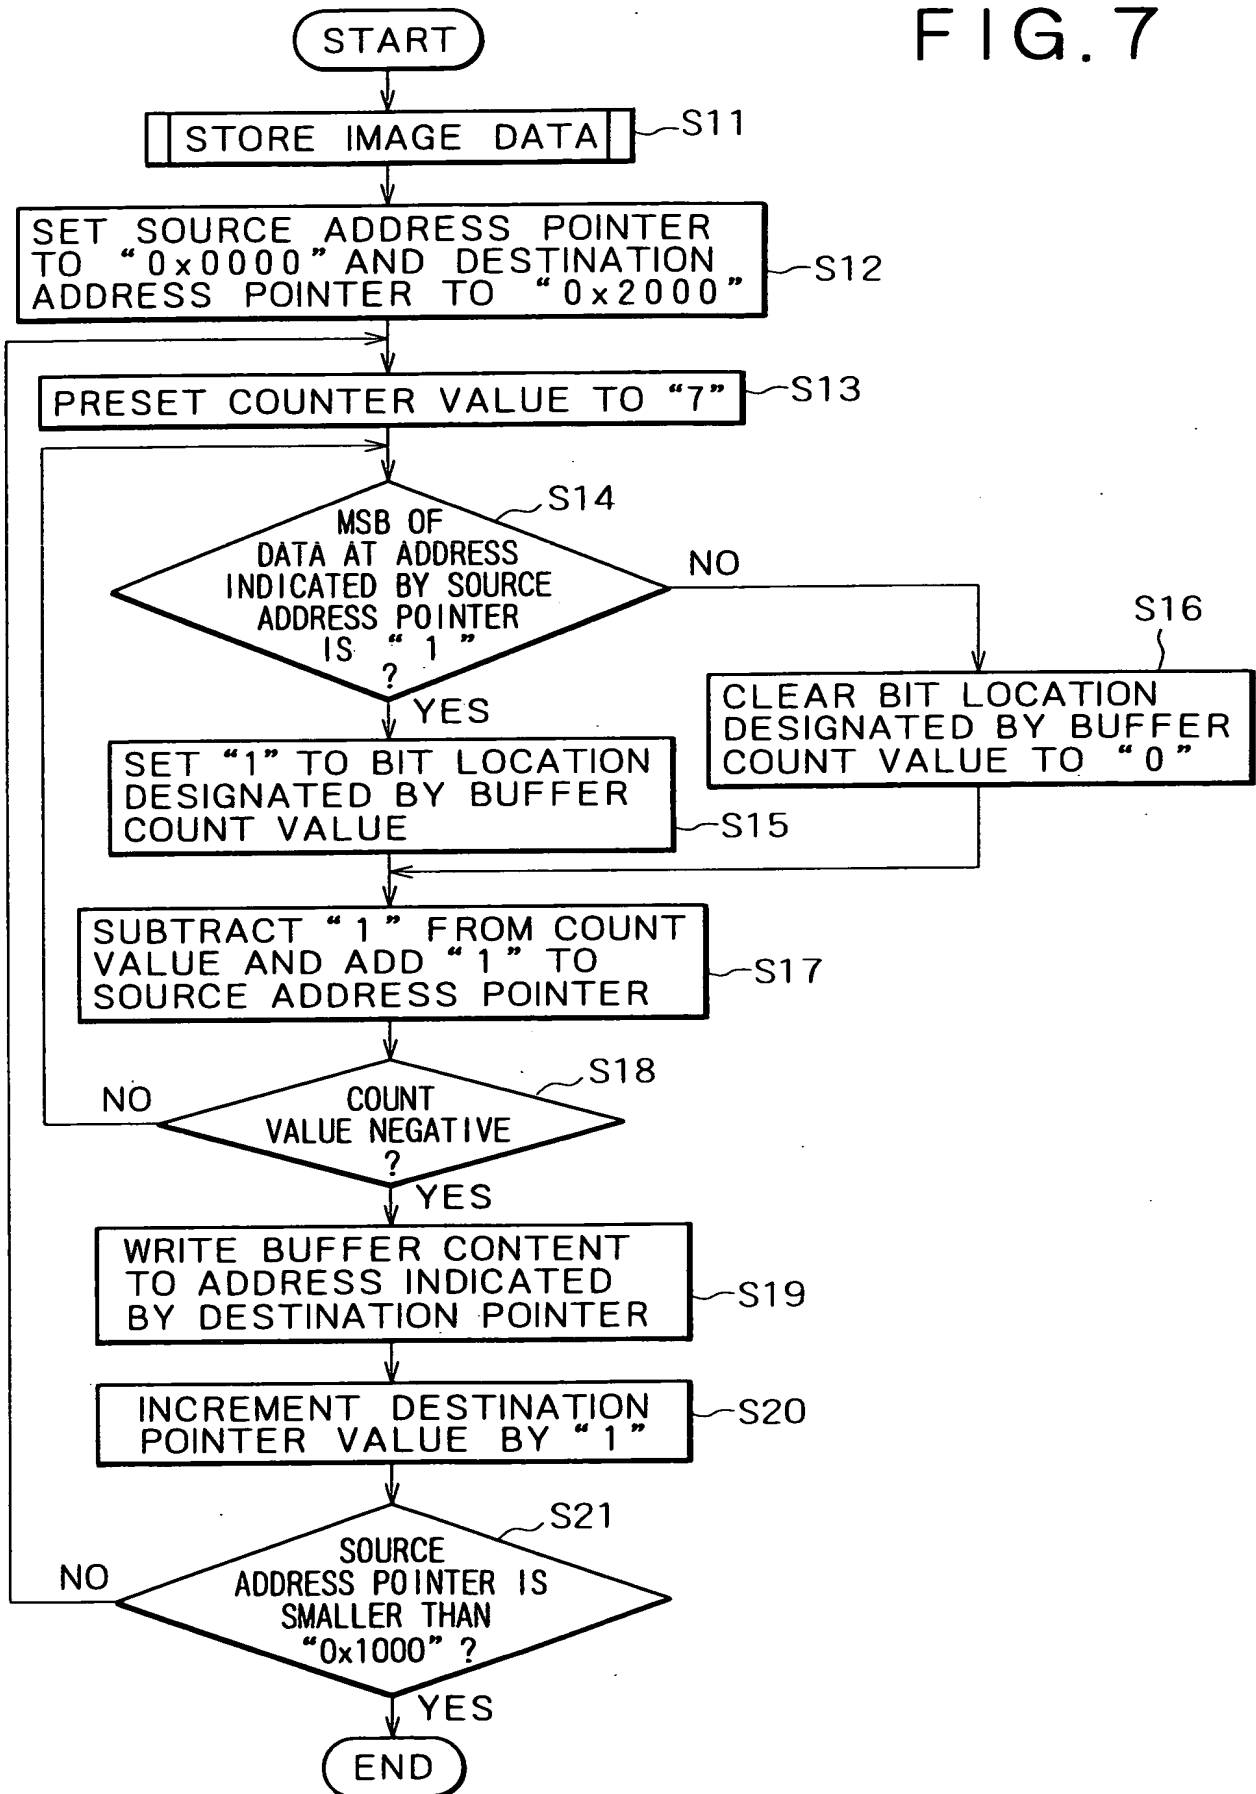 FIG. 7
START
STORE IMAGE DATA
S11
SET SOURCE ADDRESS POINTER
TO “0x0000” AND DESTINATION
ADDRESS POINTER TO “0x2000”
S12
PRESET COUNTER VALUE TO “7”
S13
S14
MSB OF
DATA AT ADDRESS
INDICATED BY SOURCE
ADDRESS POINTER
IS “1”
?
NO
YES
S16
CLEAR BIT LOCATION
DESIGNATED BY BUFFER
COUNT VALUE TO “0”
SET “1” TO BIT LOCATION
DESIGNATED BY BUFFER
COUNT VALUE
S15
SUBTRACT “1” FROM COUNT
VALUE AND ADD “1” TO
SOURCE ADDRESS POINTER
S17
S18
COUNT
VALUE NEGATIVE
?
NO
YES
WRITE BUFFER CONTENT
TO ADDRESS INDICATED
BY DESTINATION POINTER
S19
INCREMENT DESTINATION
POINTER VALUE BY “1”
S20
S21
SOURCE
ADDRESS POINTER IS
SMALLER THAN
“0x1000” ?
NO
YES
END